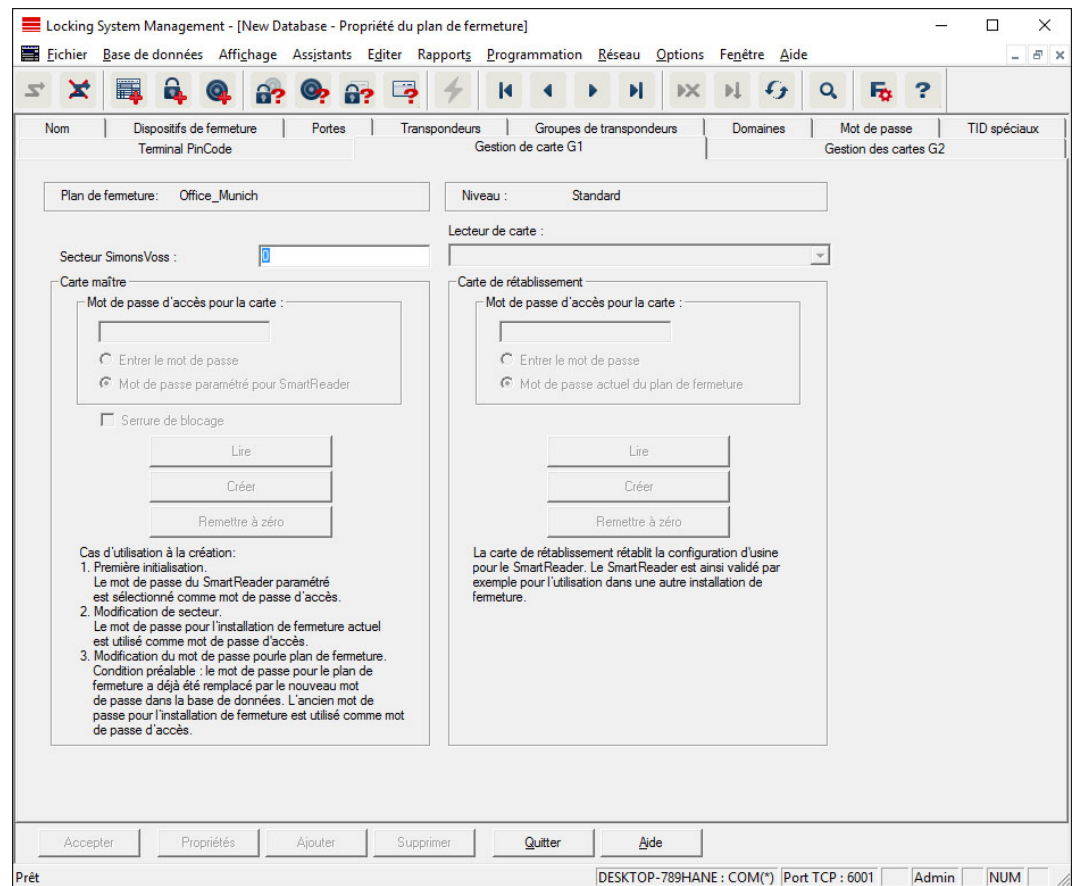 Locking System Management - [New Database - Propriété du plan de fermeture]
Fichier Base de données Affichage Assistants Editer Rapports Programmation Réseau Options Fenêtre Aide
Nom Dispositifs de fermeture Portes Transpondeurs Groupes de transpondeurs Domaines Mot de passe TID spéciaux
Terminal PinCode Gestion de carte G1 Gestion des cartes G2
Plan de fermeture: Office_Munich
Niveau : Standard
Lecteur de carte :
Secteur SimonsVoss : 0
Carte maître
Mot de passe d'accès pour la carte :
Entrer le mot de passe
Mot de passe paramétré pour SmartReader
Serrure de blocage
Lire
Créer
Remettre à zéro
Cas d'utilisation à la création:
1. Première initialisation.
Le mot de passe du SmartReader paramétré
est sélectionné comme mot de passe d'accès.
2. Modification de secteur.
Le mot de passe pour l'installation de fermeture actuel
est utilisé comme mot de passe d'accès.
3. Modification du mot de passe pourle plan de fermeture.
Condition préalable : le mot de passe pour le plan de
fermeture a déjà été remplacé par le nouveau mot
de passe dans la base de données. L'ancien mot de
passe pour l'installation de fermeture est utilisé comme mot
de passe d'accès.
Carte de rétablissement
Mot de passe d'accès pour la carte :
Entrer le mot de passe
Mot de passe actuel du plan de fermeture
Lire
Créer
Remettre à zéro
La carte de rétablissement rétablit la configuration d'usine
pour le SmartReader. Le SmartReader est ainsi validé par
exemple pour l'utilisation dans une autre installation de
fermeture.
Accepter Propriétés Ajouter Supprimer Quitter Aide
Prêt DESKTOP-789HANE : COM(*) Port TCP : 6001 Admin NUM